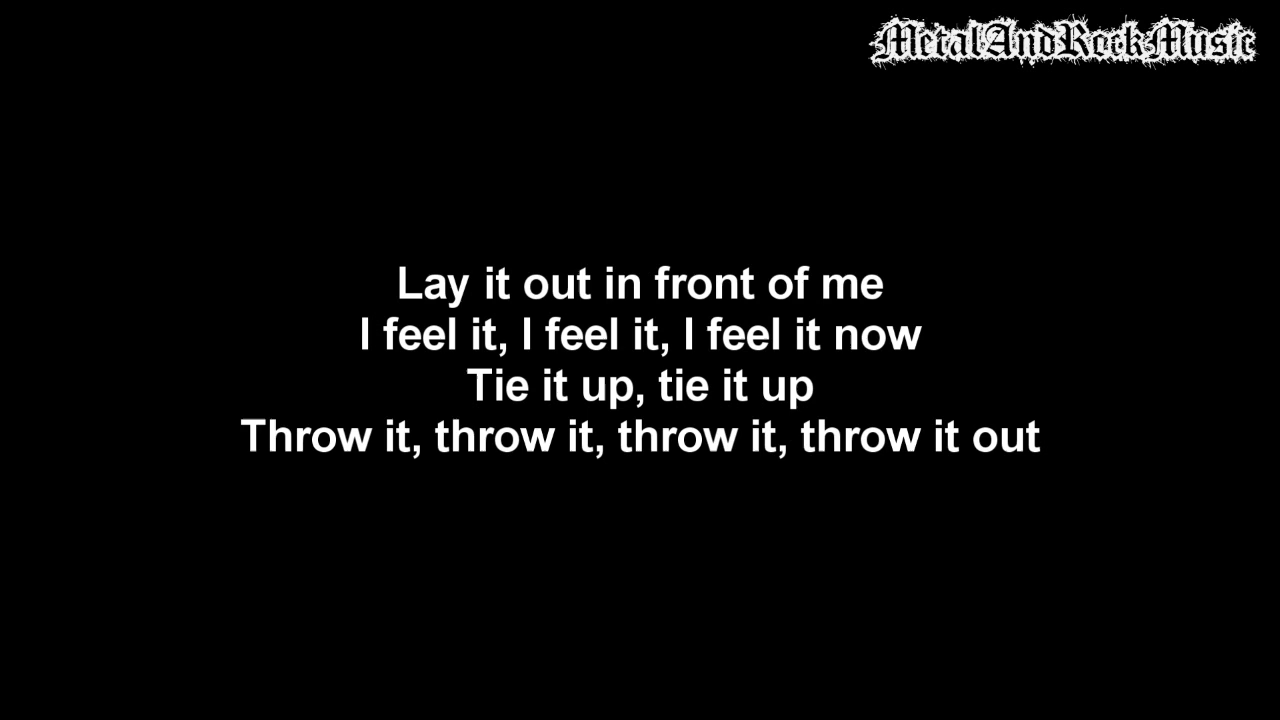 MetalAndRockMusic
Lay it out in front of me
I feel it, I feel it, I feel it now
Tie it up, tie it up
Throw it, throw it, throw it, throw it out